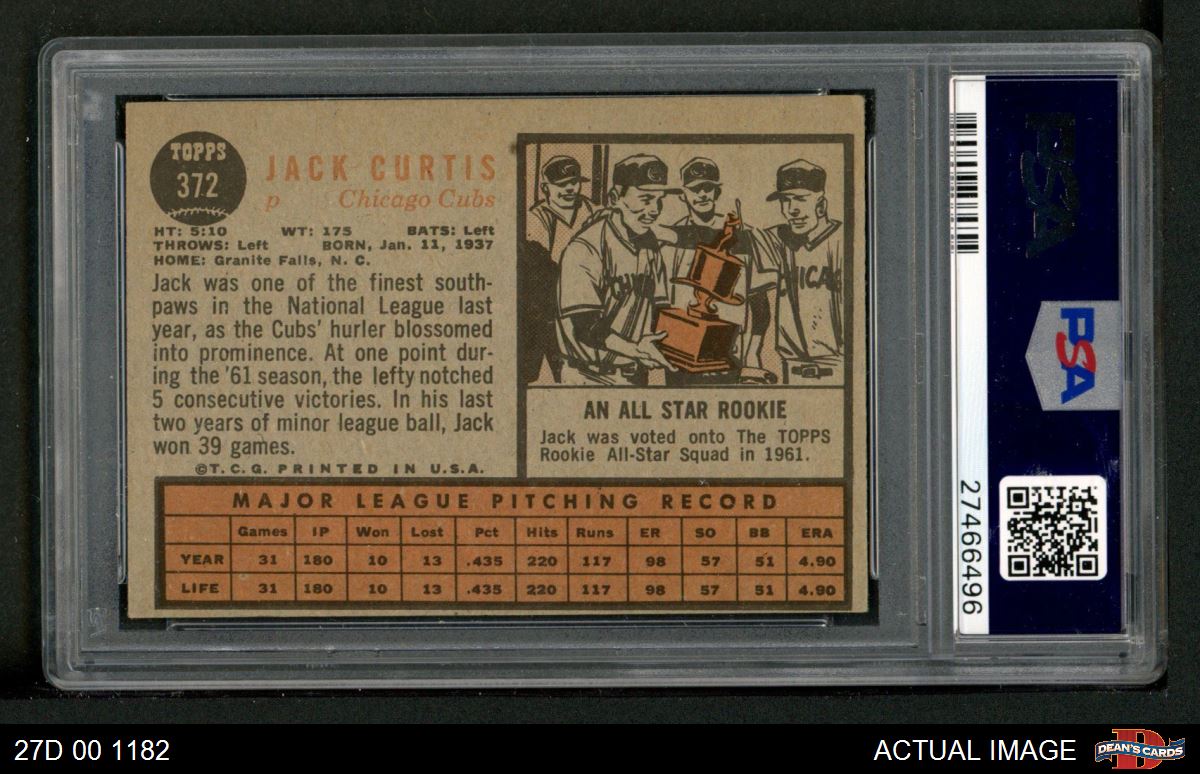 TOPPS
372
JACK CURTIS
p Chicago Cubs
HT: 5:10 WT: 175 BATS: Left
THROWS: Left BORN, Jan. 11, 1937
HOME: Granite Falls, N. C.
Jack was one of the finest south-
paws in the National League last
year, as the Cubs' hurler blossomed
into prominence. At one point dur-
ing the '61 season, the lefty notched
5 consecutive victories. In his last
two years of minor league ball, Jack
won 39 games.
©T. C. G. PRINTED IN U.S.A.
CHICAG
AN ALL STAR ROOKIE
Jack was voted onto The TOPPS
Rookie All-Star Squad in 1961.
MAJOR LEAGUE PITCHING RECORD
Games IP Won Lost Pct Hits Runs ER SO BB ERA
YEAR 31 180 10 13 .435 220 117 98 57 51 4.90
LIFE 31 180 10 13 .435 220 117 98 57 51 4.90
PSA
PSA
27466496
27D 00 1182
ACTUAL IMAGE
DEAN'S CARDS